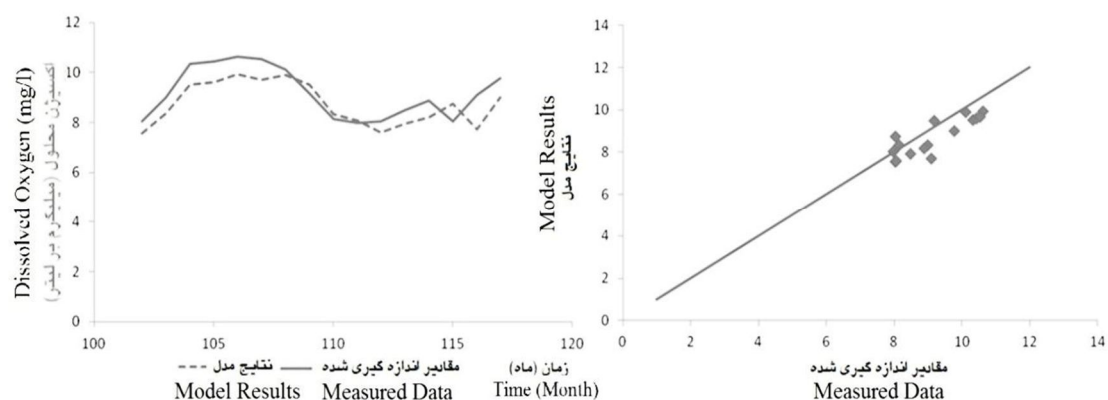 12
10
8
6
4
2
0
100
105
110
115
120
Dissolved Oxygen (mg/l)
اکسیژن محلول (میلیگرم بر لیتر)
نتایج مدل
مقادیر اندازه گیری شده
زمان (ماه)
Model Results
Measured Data
Time (Month)
14
12
10
8
6
4
2
0
0
2
4
6
8
10
12
14
Model Results
نتایج مدل
مقادیر اندازه گیری شده
Measured Data